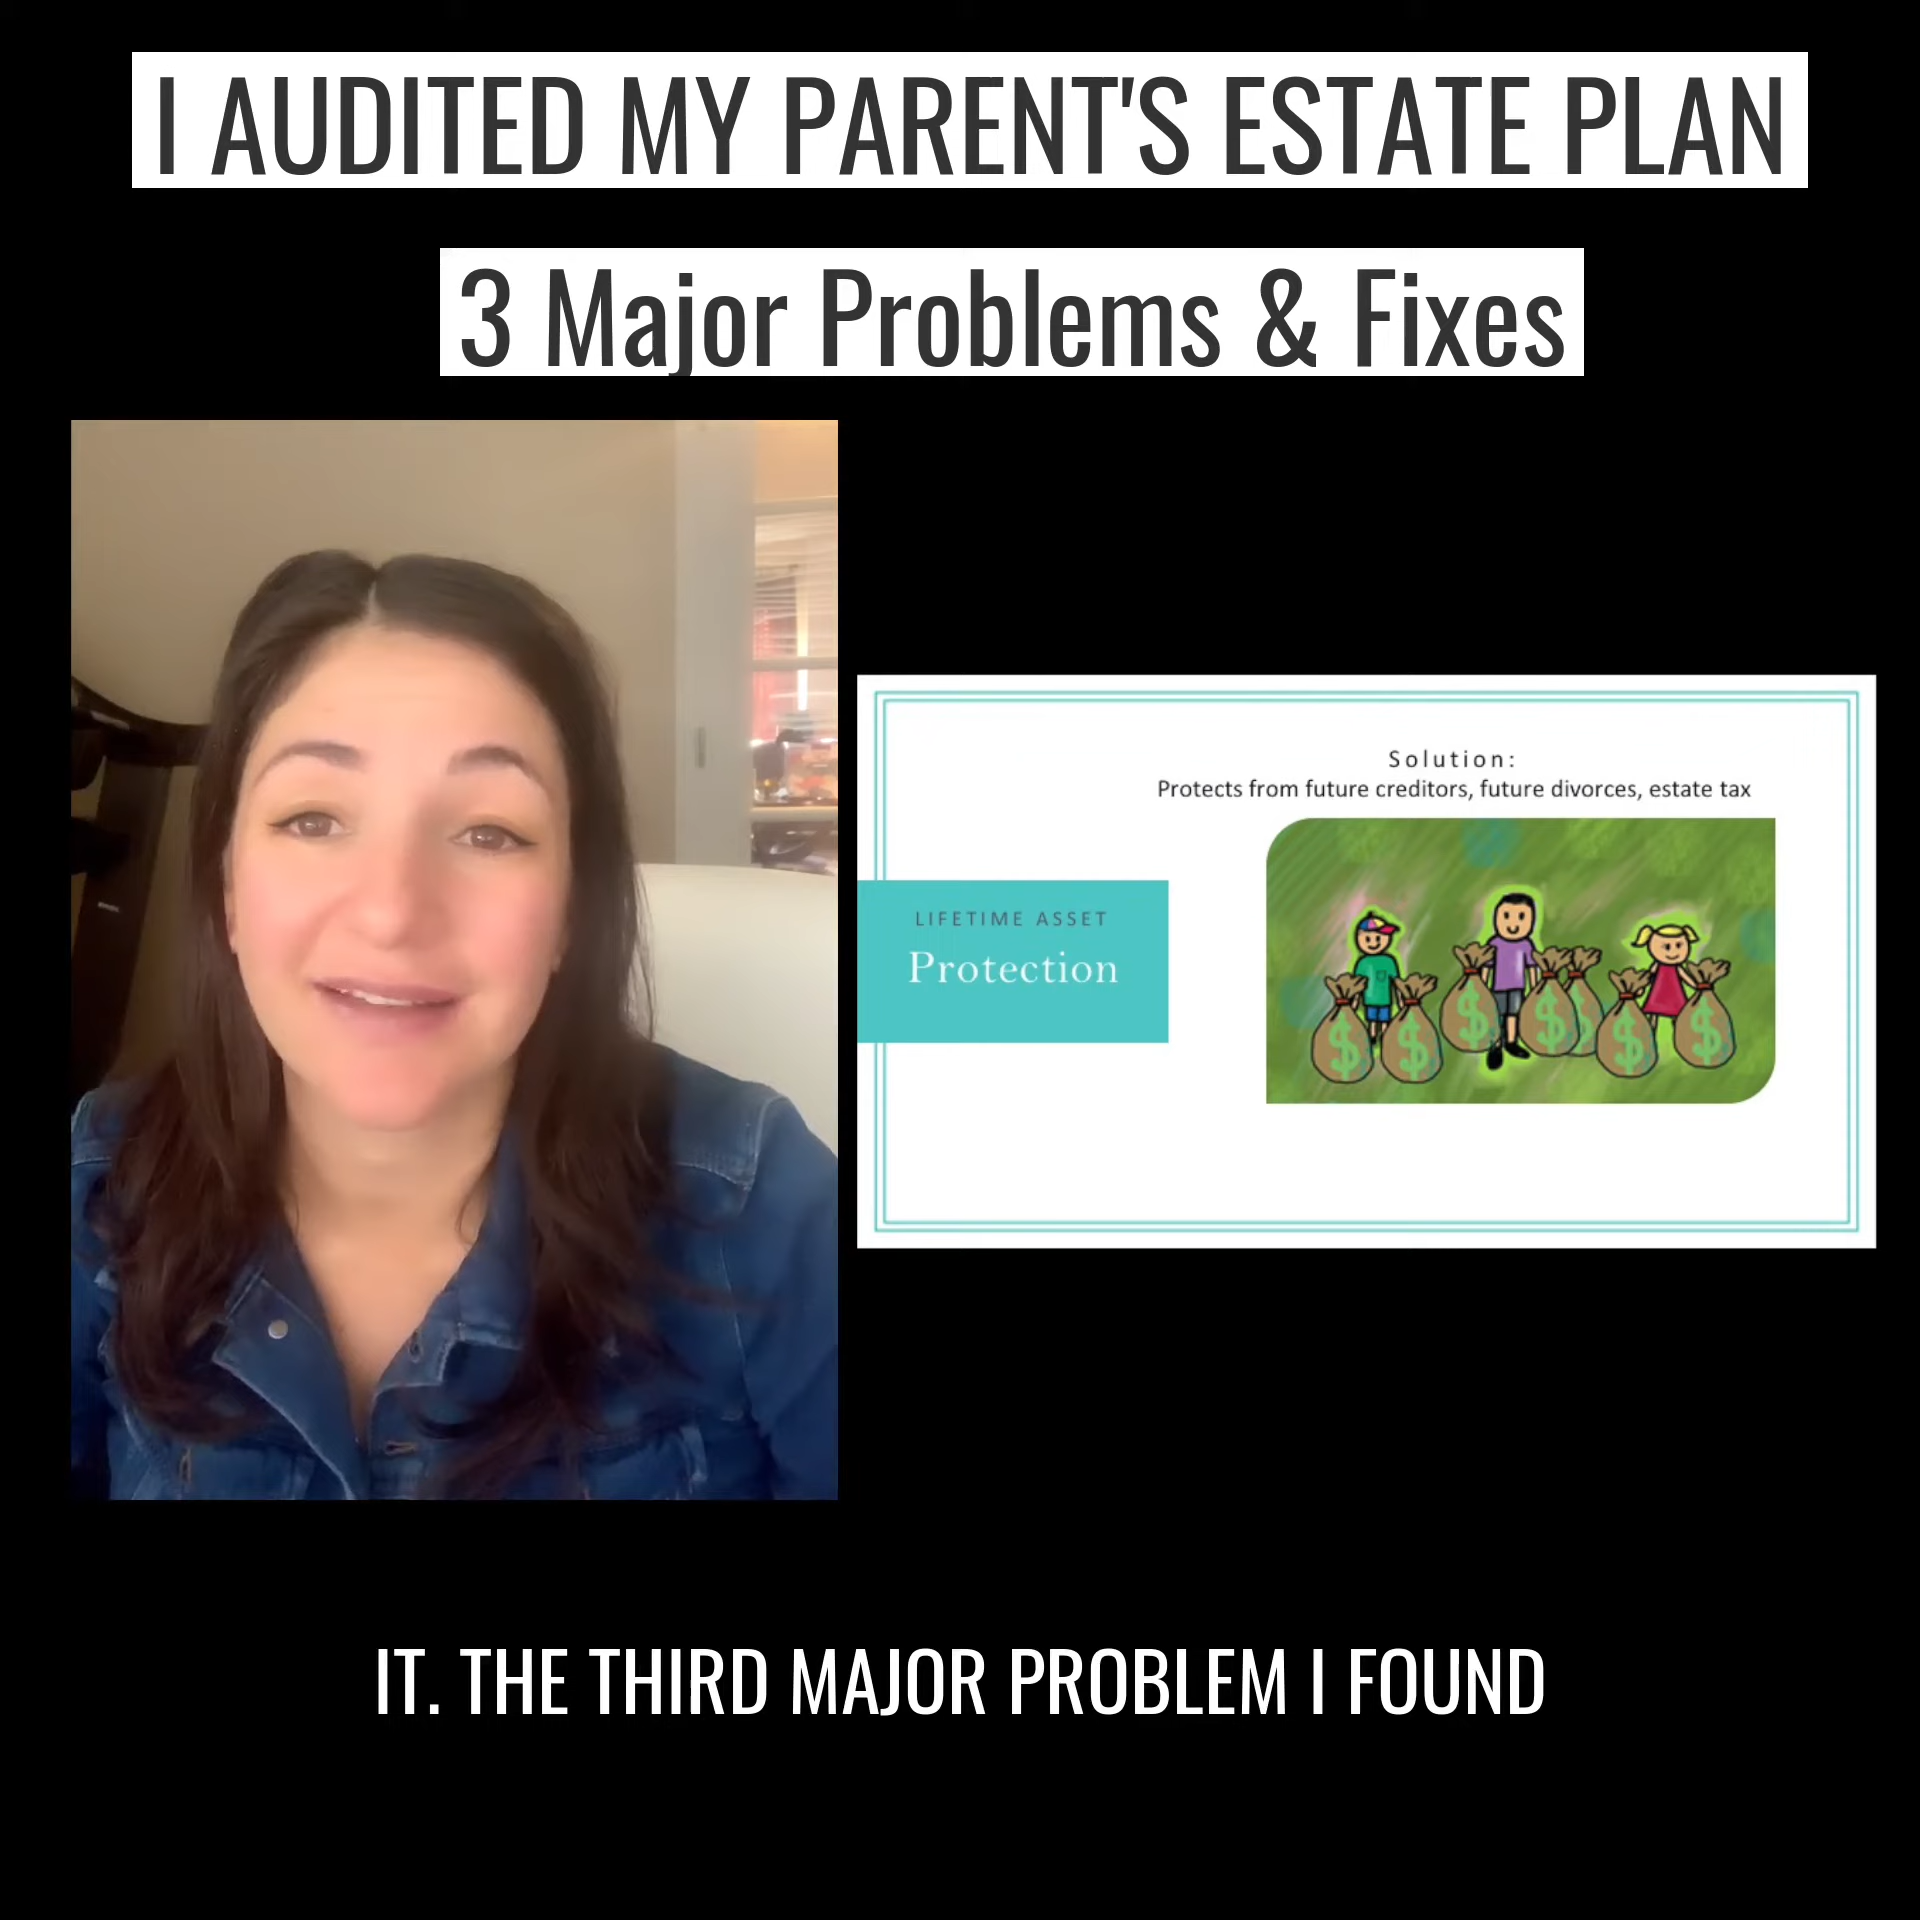 I AUDITED MY PARENT'S ESTATE PLAN
3 Major Problems & Fixes
Solution:
Protects from future creditors, future divorces, estate tax
LIFETIME ASSET
Protection
$ $ $ $ $ $ $
IT. THE THIRD MAJOR PROBLEM I FOUND